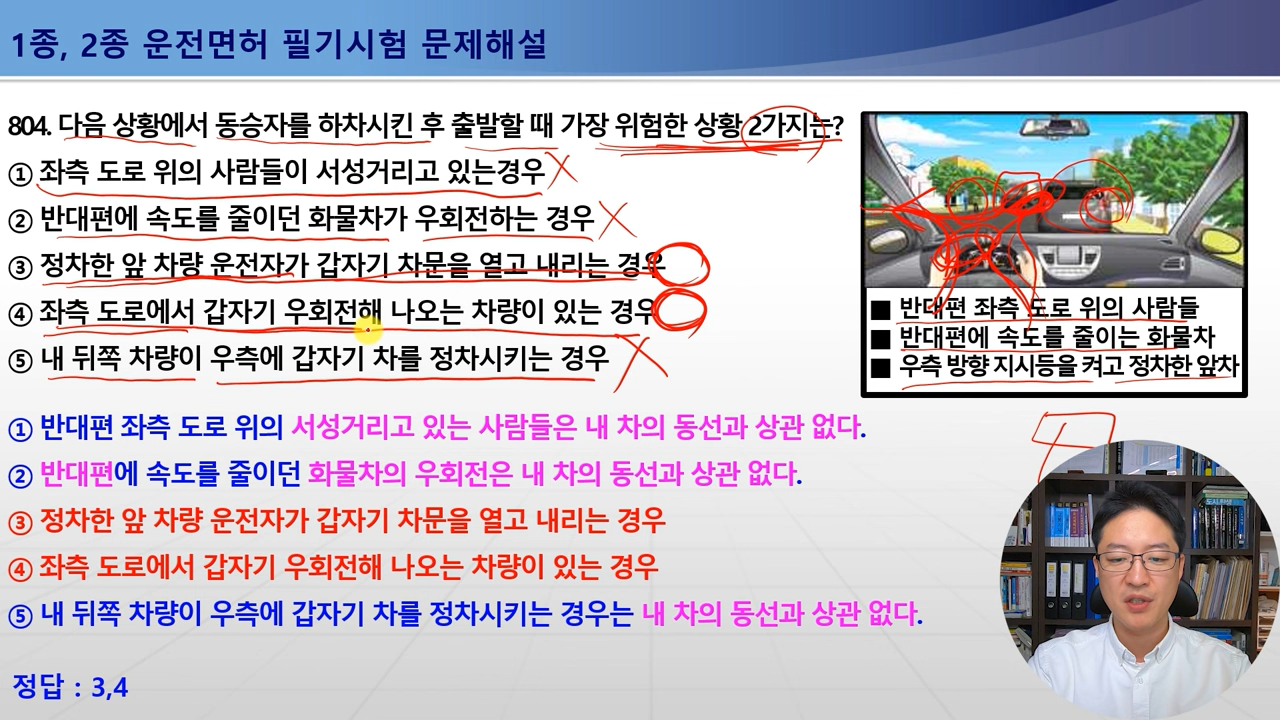 1종, 2종 운전면허 필기시험 문제해설
804. 다음 상황에서 동승자를 하차시킨 후 출발할 때 가장 위험한 상황 2가지는?
① 좌측 도로 위의 사람들이 서성거리고 있는경우
② 반대편에 속도를 줄이던 화물차가 우회전하는 경우
③ 정차한 앞 차량 운전자가 갑자기 차문을 열고 내리는 경우
④ 좌측 도로에서 갑자기 우회전해 나오는 차량이 있는 경우
⑤ 내 뒤쪽 차량이 우측에 갑자기 차를 정차시키는 경우
■ 반대편 좌측 도로 위의 사람들
■ 반대편에 속도를 줄이는 화물차
■ 우측 방향 지시등을 켜고 정차한 앞차
① 반대편 좌측 도로 위의 서성거리고 있는 사람들은 내 차의 동선과 상관 없다.
② 반대편에 속도를 줄이던 화물차의 우회전은 내 차의 동선과 상관 없다.
③ 정차한 앞 차량 운전자가 갑자기 차문을 열고 내리는 경우
④ 좌측 도로에서 갑자기 우회전해 나오는 차량이 있는 경우
⑤ 내 뒤쪽 차량이 우측에 갑자기 차를 정차시키는 경우는 내 차의 동선과 상관 없다.
정답 : 3,4